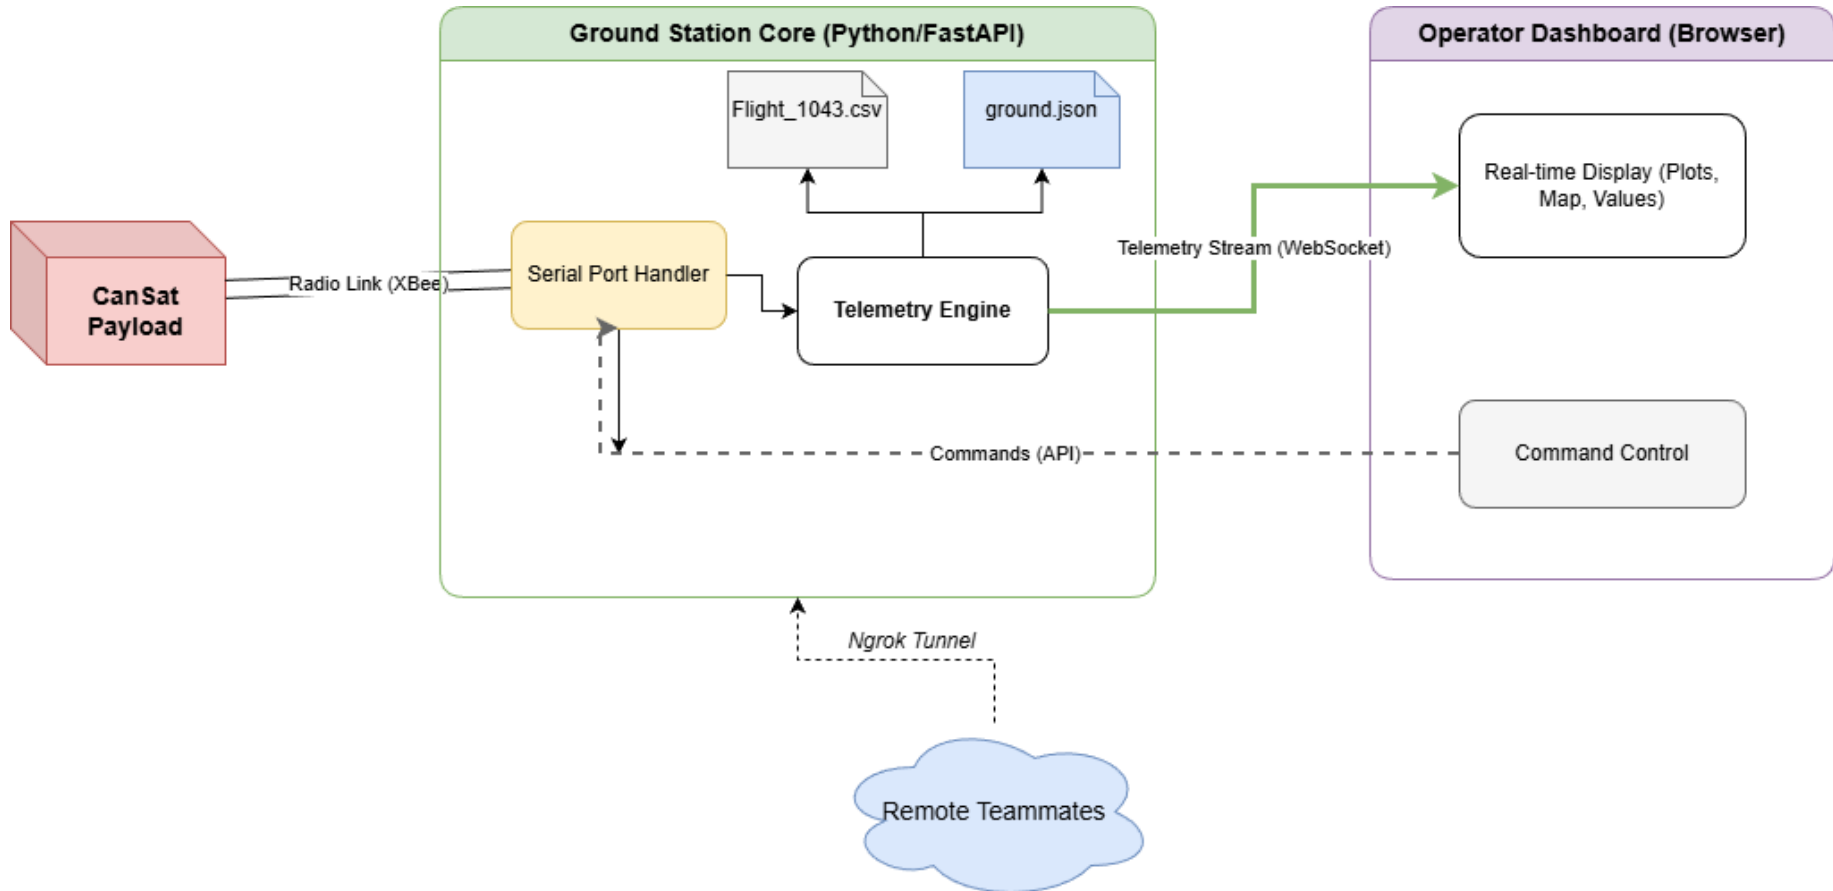 Ground Station Core (Python/FastAPI)
Operator Dashboard (Browser)
Flight_1043.csv
ground.json
Real-time Display (Plots,
Map, Values)
Telemetry Stream (WebSocket)
Serial Port Handler
Radio Link (XBee)
CanSat
Payload
Telemetry Engine
Commands (API)
Command Control
Ngrok Tunnel
Remote Teammates